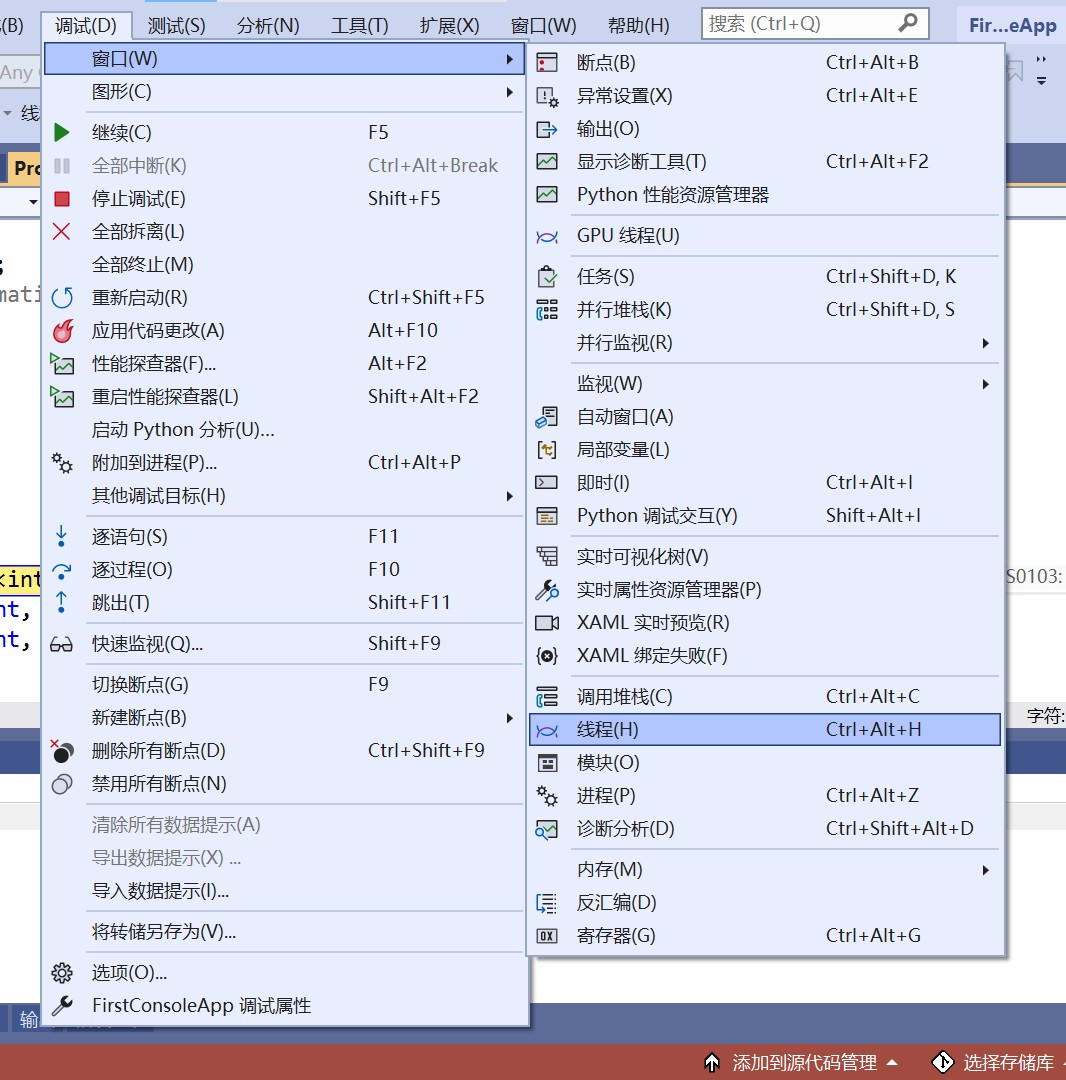 (B) 调试(D) 测试(S) 分析(N) 工具(T) 扩展(X) 窗口(W) 帮助(H) 搜索 (Ctrl+Q) Fir...eApp
Any
线
Pro
窗口(W)
图形(C)
继续(C) F5
全部中断(K) Ctrl+Alt+Break
停止调试(E) Shift+F5
全部拆离(L)
全部终止(M)
重新启动(R) Ctrl+Shift+F5
应用代码更改(A) Alt+F10
性能探查器(F)... Alt+F2
重启性能探查器(L) Shift+Alt+F2
启动 Python 分析(U)...
附加到进程(P)... Ctrl+Alt+P
其他调试目标(H)
逐语句(S) F11
逐过程(O) F10
跳出(T) Shift+F11
快速监视(Q)... Shift+F9
切换断点(G) F9
新建断点(B)
删除所有断点(D) Ctrl+Shift+F9
禁用所有断点(N)
清除所有数据提示(A)
导出数据提示(X) ...
导入数据提示(I)...
将转储另存为(V)...
选项(O)...
FirstConsoleApp 调试属性
断点(B) Ctrl+Alt+B
异常设置(X) Ctrl+Alt+E
输出(O)
显示诊断工具(T) Ctrl+Alt+F2
Python 性能资源管理器
GPU 线程(U)
任务(S) Ctrl+Shift+D, K
并行堆栈(K) Ctrl+Shift+D, S
并行监视(R)
监视(W)
自动窗口(A)
局部变量(L)
即时(I) Ctrl+Alt+I
Python 调试交互(Y) Shift+Alt+I
实时可视化树(V)
实时属性资源管理器(P)
XAML 实时预览(R)
XAML 绑定失败(F)
调用堆栈(C) Ctrl+Alt+C
线程(H) Ctrl+Alt+H
模块(O)
进程(P) Ctrl+Alt+Z
诊断分析(D) Ctrl+Shift+Alt+D
内存(M)
反汇编(D)
寄存器(G) Ctrl+Alt+G
;
mati
<int
nt,
nt,
S0103:
字符:
输
添加到源代码管理 选择存储库